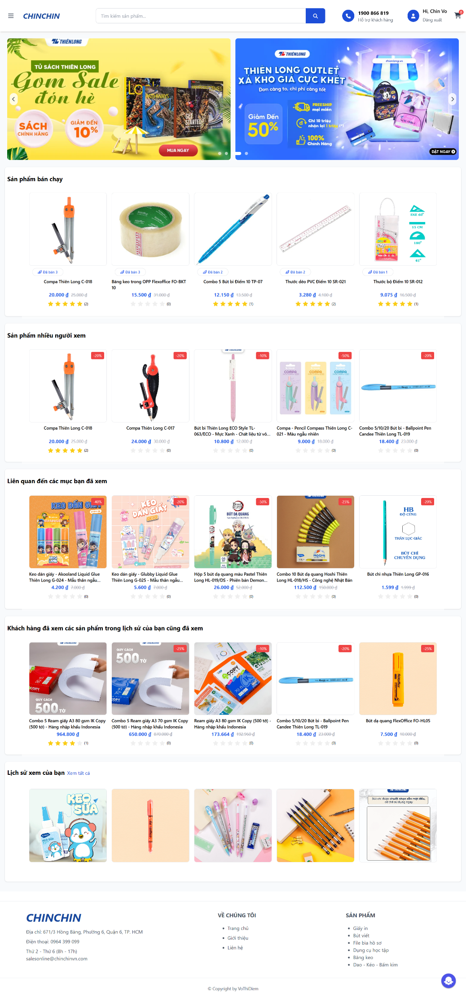 CHINCHIN
Tìm kiếm sản phẩm...
1900 866 819
Hỗ trợ khách hàng
Hi, Chin Vo
Đăng xuất
0
THIÊNLONG
TỦ SÁCH THIÊN LONG
Gom Sale
đón hè
SÁCH
CHÍNH HÃNG
GIẢM ĐẾN
10%
MUA NGAY
PATHWAYS
GET
STARTED
PERSPECTIVES
THIÊNLONG
thienlong.vn
THIÊN LONG OUTLET
XẢ KHO GIÁ CỰC KHÉT
Đơn càng to, chi phí càng tốt
Giảm Đến
50%
FREESHIP
mọi miền
Chi 10 triệu
nhận lại 1 triệu (*)
100%
Chính Hãng
ĐẶT NGAY
Sản phẩm bán chạy
EKE 60°
15 CM
180°
45°
Đã bán 3
Đã bán 3
Đã bán 2
Đã bán 2
Đã bán 1
Compa Thiên Long C-018
Băng keo trong OPP Flexoffice FO-BKT
10
Combo 5 Bút bi Điểm 10 TP-07
Thước dẻo PVC Điểm 10 SR-021
Thước bộ Điểm 10 SR-012
20.000 ₫ 25.000 ₫
15.500 ₫ 31.000 ₫
12.150 ₫ 13.500 ₫
3.280 ₫ 4.100 ₫
9.075 ₫ 16.500 ₫
(2)
(0)
(1)
(2)
(1)
Sản phẩm nhiều người xem
-20%
-20%
THIÊNLONG
-10%
COMPA
COMPA
COMPA
-50%
-20%
Compa Thiên Long C-018
Compa Thiên Long C-017
Bút bi Thiên Long ECO Style TL-
063/ECO - Mực Xanh - Chất liệu từ vỏ...
Compa - Pencil Compass Thiên Long C-
021 - Màu ngẫu nhiên
Combo 5/10/20 Bút bi - Ballpoint Pen
Candee Thiên Long TL-019
20.000 ₫ 25.000 ₫
24.000 ₫ 30.000 ₫
10.800 ₫ 12.000 ₫
9.000 ₫ 18.000 ₫
18.400 ₫ 23.000 ₫
(2)
(0)
(0)
(0)
(0)
Liên quan đến các mục bạn đã xem
KEO DÁN GIẤY
-40%
AKOO
LAND
KEO
DÁN GIẤY
-20%
Glubby
DEMON
SLAYER
BÚT DẠ QUANG
05
-50%
HOSHI
-25%
HB
ĐỘ CỨNG
THÂN LỤC GIÁC
BÚT CHÌ
CHUYÊN DỤNG
-20%
Keo dán giấy - Akooland Liquid Glue
Thiên Long G-024 - Mẫu thân ngẫu...
Keo dán giấy - Glubby Liquid Glue
Thiên Long G-025 - Mẫu thân ngẫu...
Hộp 5 bút dạ quang màu Pastel Thiên
Long HL-019/DS - Phiên bản Demon...
Combo 10 Bút dạ quang Hoshi Thiên
Long HL-018/HS - Công nghệ Nhật Bản
Bút chì nhựa Thiên Long GP-016
4.200 ₫ 7.000 ₫
5.600 ₫ 7.000 ₫
26.000 ₫ 52.000 ₫
112.500 ₫ 150.000 ₫
1.599 ₫ 1.999 ₫
(0)
(0)
(0)
(0)
(0)
Khách hàng đã xem các sản phẩm trong lịch sử của bạn cũng đã xem
THIÊNLONG
COPY
QUY CÁCH
500 TỜ
THIÊNLONG
QUY CÁCH
500 TỜ
COPY
-25%
COPY
IK
Green
-10%
-20%
-25%
Combo 5 Ream giấy A3 80 gsm IK Copy
(500 tờ) - Hàng nhập khẩu Indonesia
Combo 5 Ream giấy A3 70 gsm IK Copy
(500 tờ) - Hàng nhập khẩu Indonesia
Ream giấy A3 80 gsm IK Copy (500 tờ) -
Hàng nhập khẩu Indonesia
Combo 5/10/20 Bút bi - Ballpoint Pen
Candee Thiên Long TL-019
Bút dạ quang FlexOffice FO-HL05
964.800 ₫
650.000 ₫ 870.000 ₫
173.664 ₫ 192.960 ₫
18.400 ₫ 23.000 ₫
7.500 ₫ 10.000 ₫
(1)
(0)
(0)
(0)
(0)
Lịch sử xem của bạn Xem tất cả
KEO
SỮA
KEO SỮA
Bút chì được chuốt nhọn sẵn một đầu,
có thể sử dụng ngay
CHINCHIN
Địa chỉ: 671/3 Hồng Bàng, Phường 6, Quận 6, TP. HCM
Điện thoại: 0964 399 099
Thứ 2 - Thứ 6 (8h - 17h)
salesonline@chinchinvn.com
VỀ CHÚNG TÔI
Trang chủ
Giới thiệu
Liên hệ
SẢN PHẨM
Giấy in
Bút viết
File bìa hồ sơ
Dụng cụ học tập
Băng keo
Dao - Kéo - Bấm kim
© Copyright by VoThiDiem